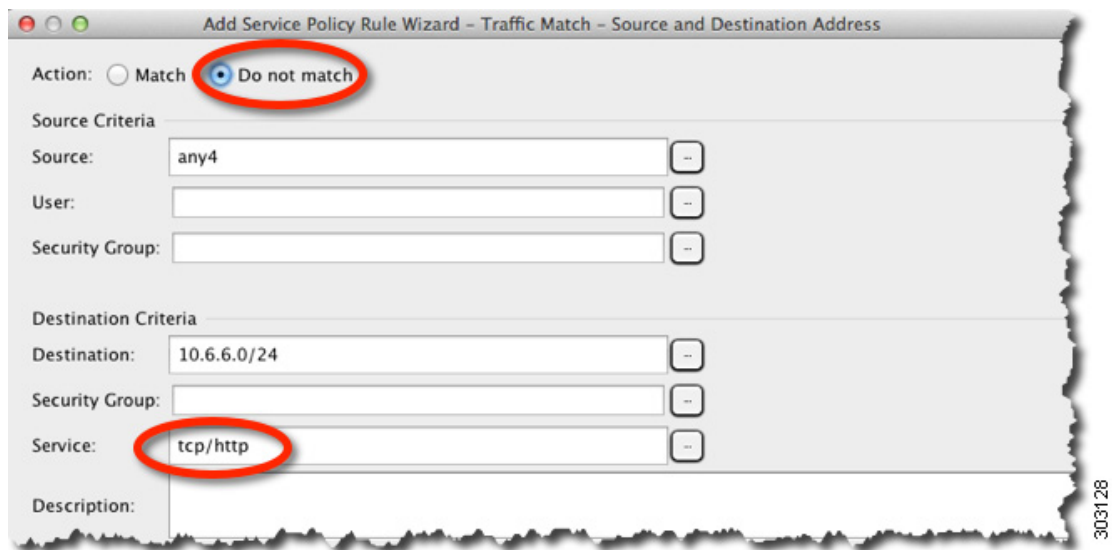 Add Service Policy Rule Wizard – Traffic Match – Source and Destination Address
Action: Match Do not match
Source Criteria
Source: any4 ...
User: ...
Security Group: ...
Destination Criteria
Destination: 10.6.6.0/24 ...
Security Group: ...
Service: tcp/http ...
Description:
303128